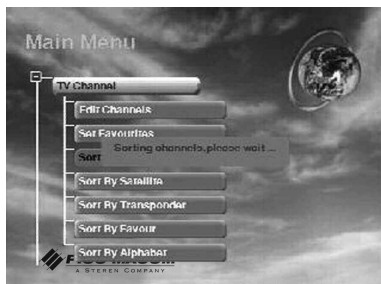 Main Menu
TV Channel
Edit Channels
Set Favourites
Sort
Sorting channels,please wait ...
Sort By Satellite
Sort By Transponder
Sort By Favour
Sort By Alphabet
A STEREN COMPANY